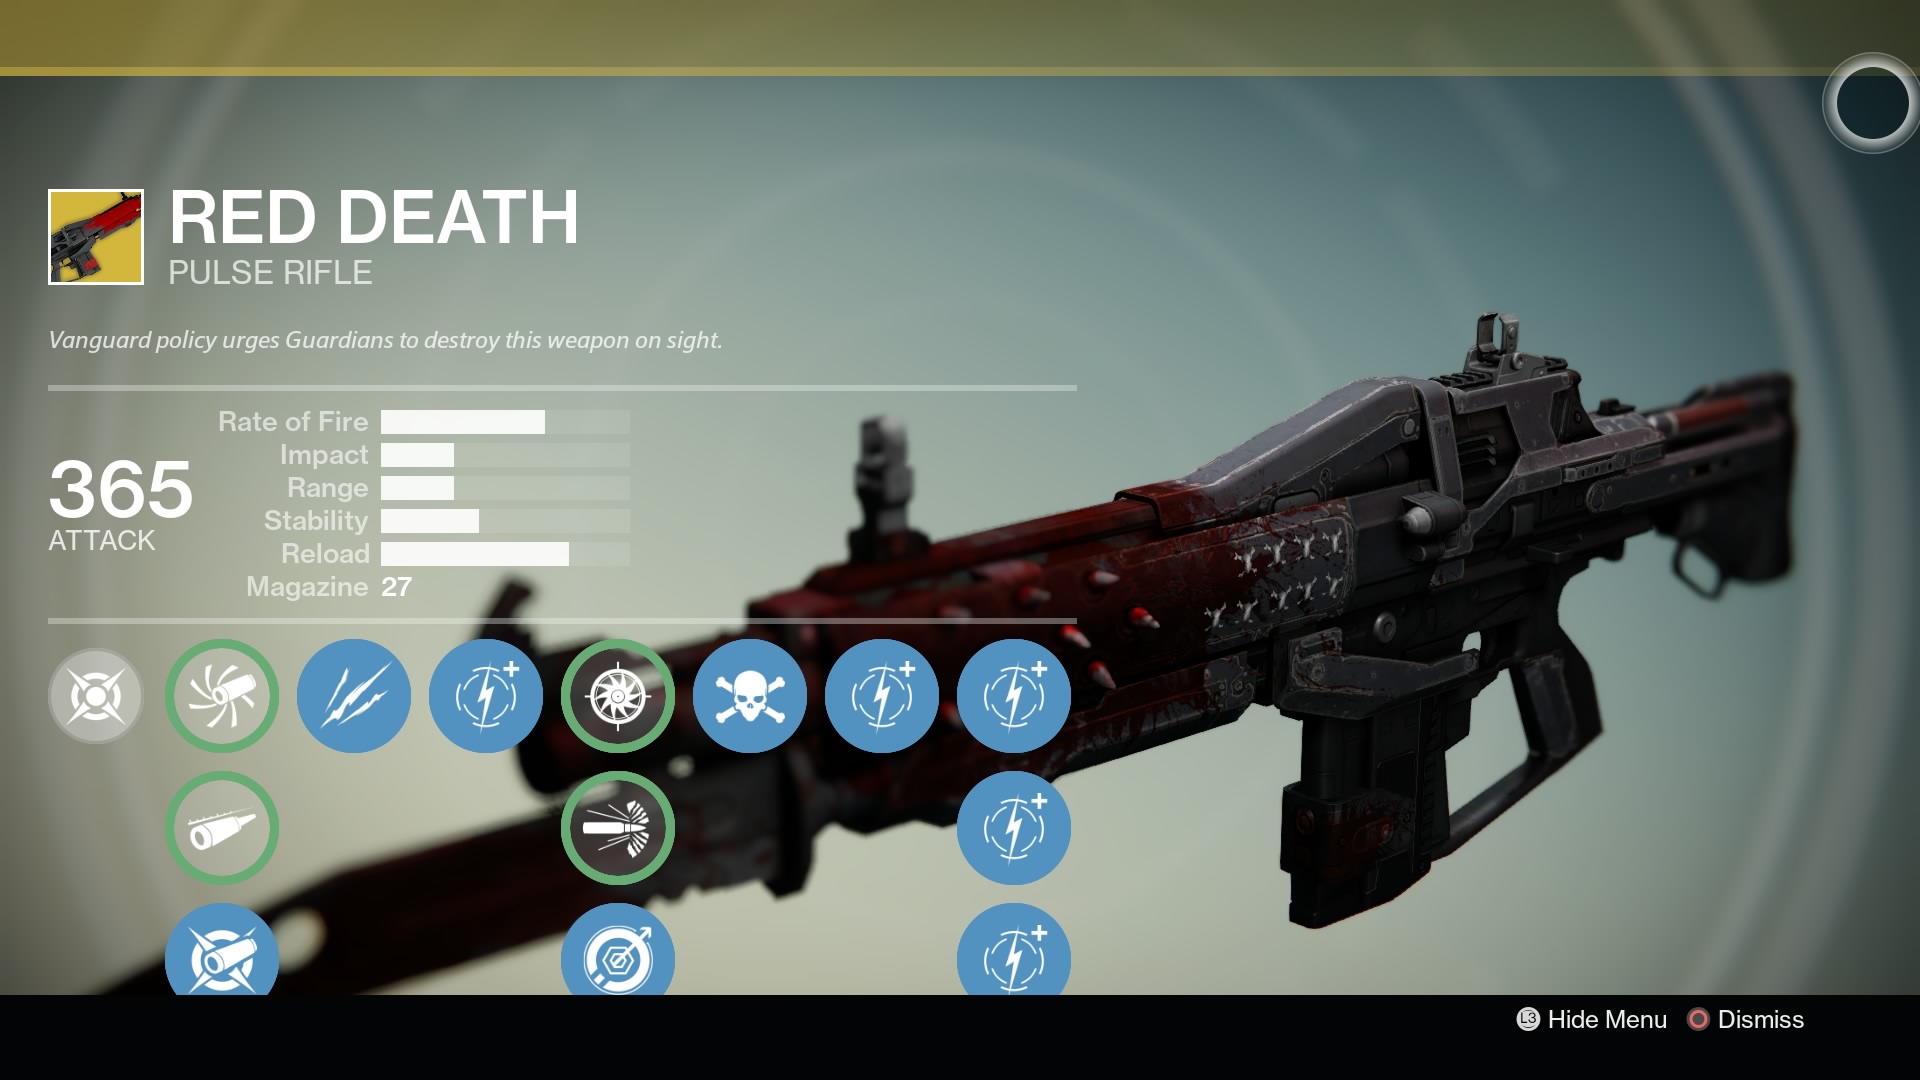 RED DEATH
PULSE RIFLE
Vanguard policy urges Guardians to destroy this weapon on sight.
365
ATTACK
Rate of Fire
Impact
Range
Stability
Reload
Magazine 27
L3 Hide Menu Dismiss